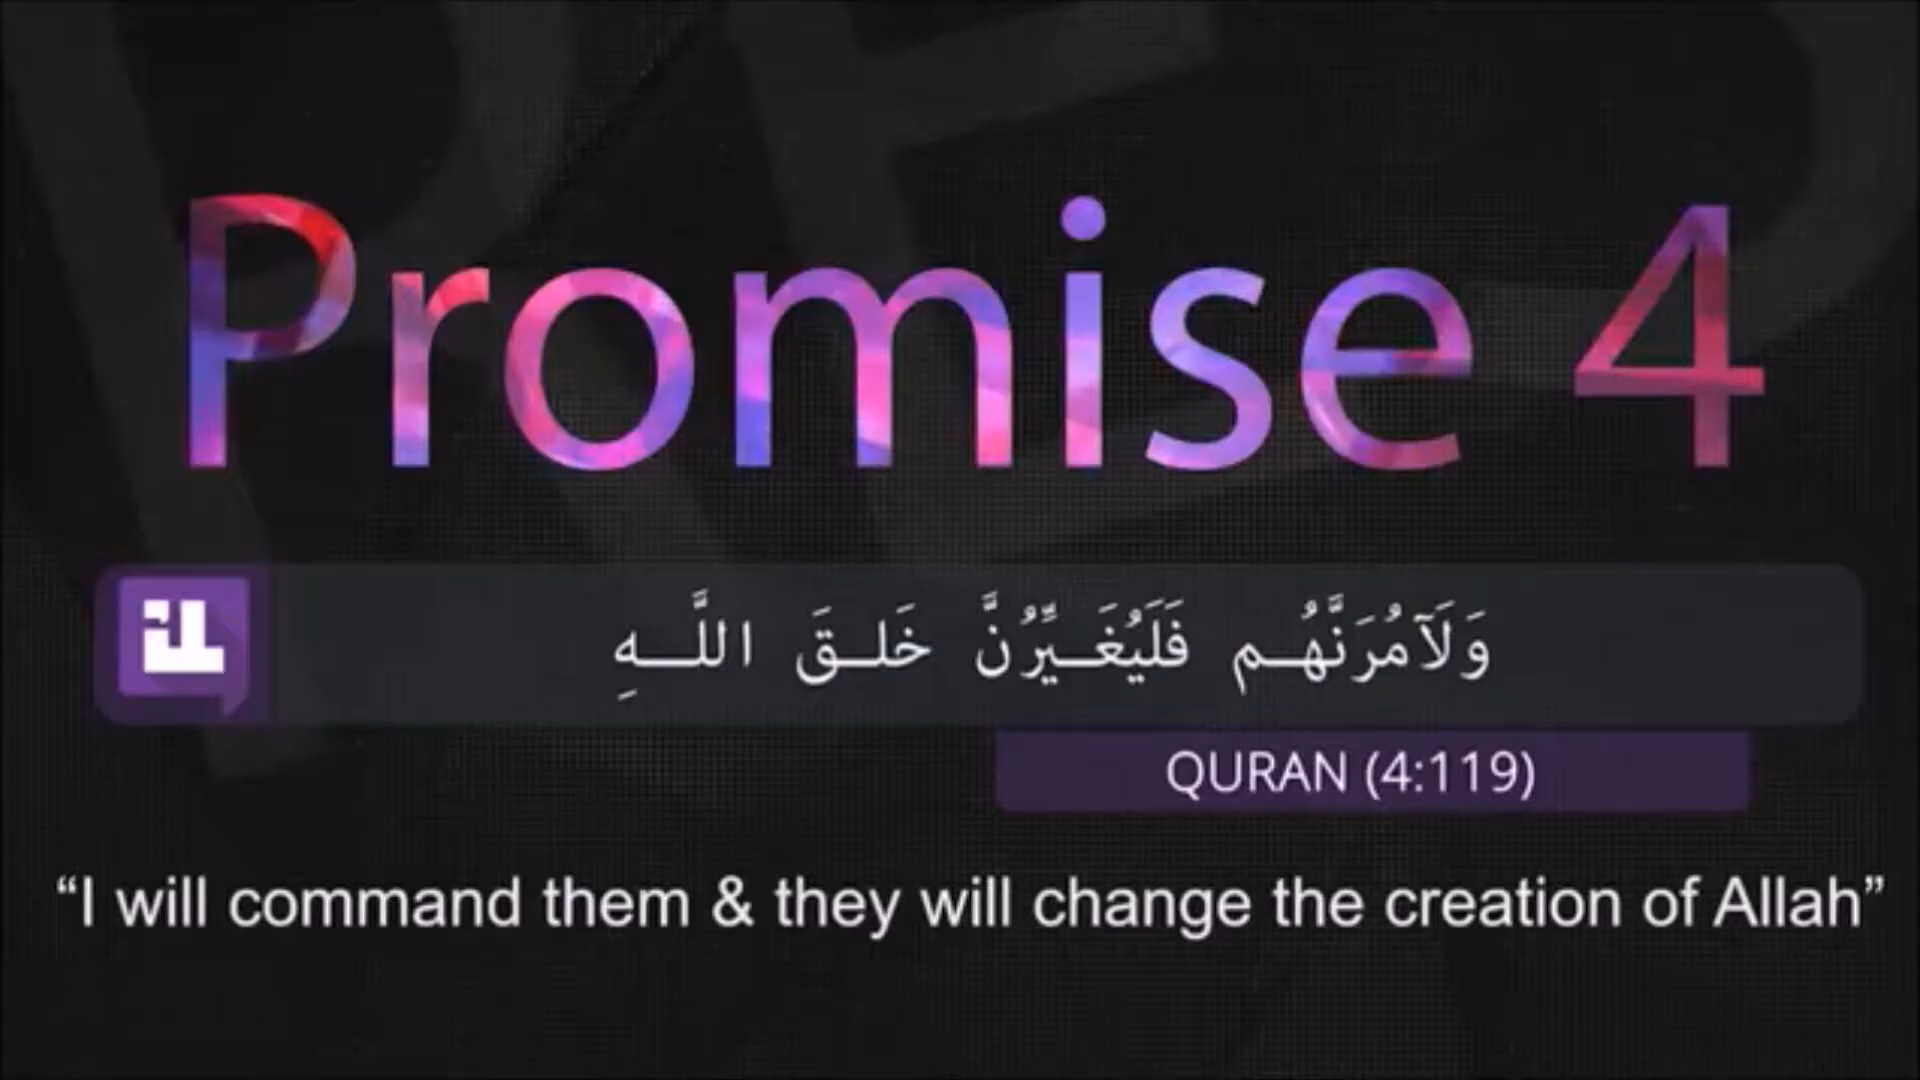 Promise 4
وَلَآمُرَنَّهُم فَلَيُغَيِّرُنَّ خَلقَ اللَّهِ
QURAN (4:119)
“I will command them & they will change the creation of Allah”